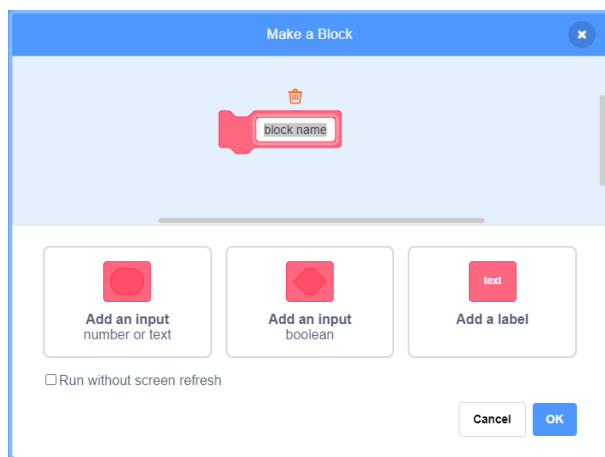 Make a Block
block name
Add an input
number or text
Add an input
boolean
text
Add a label
Run without screen refresh
Cancel
OK